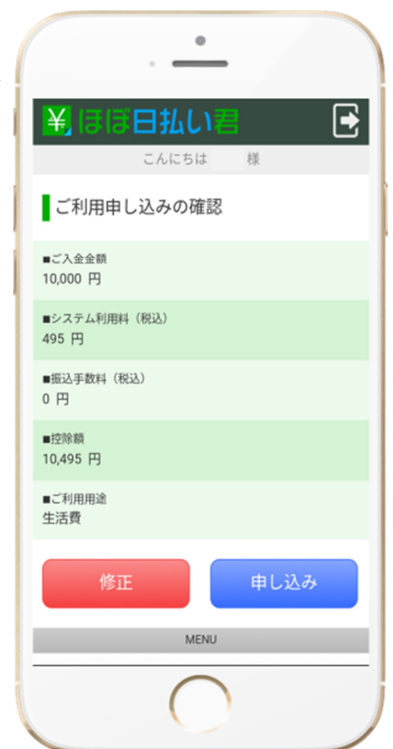 ¥ ほぼ日払い君
こんにちは 様
ご利用申し込みの確認
■ご入金金額
10,000 円
■システム利用料（税込）
495 円
■振込手数料（税込）
0 円
■控除額
10,495 円
■ご利用用途
生活費
修正 申し込み
MENU